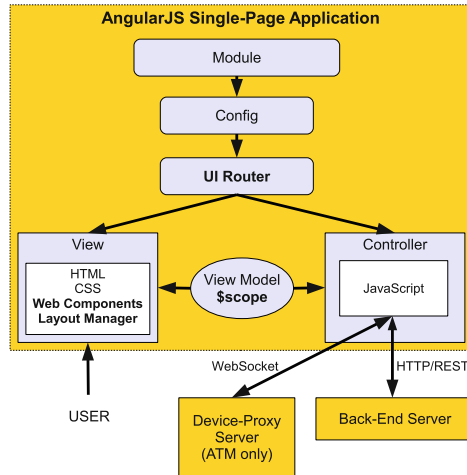 AngularJS Single-Page Application
Module
Config
UI Router
View
Controller
HTML
CSS
Web Components
Layout Manager
View Model
$scope
JavaScript
WebSocket
HTTP/REST
USER
Device-Proxy
Server
(ATM only)
Back-End Server